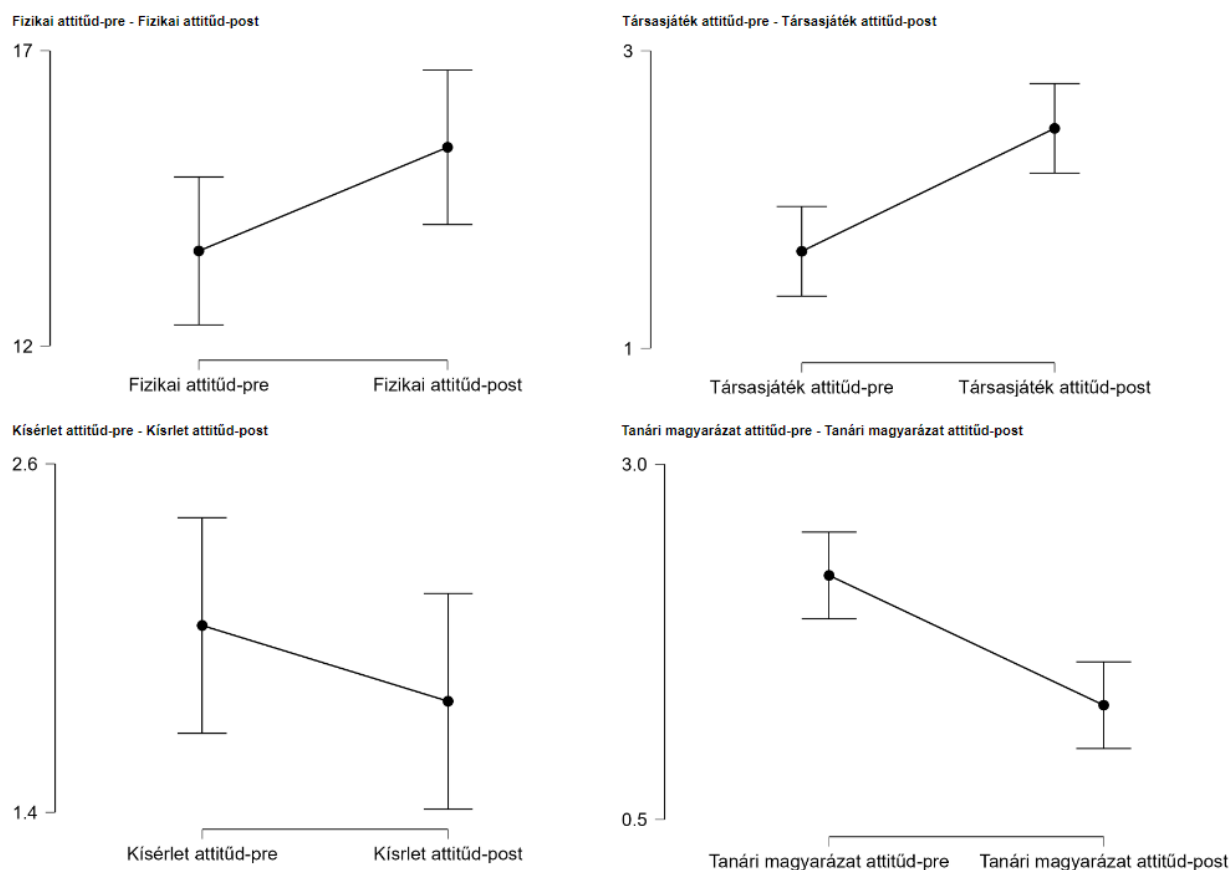 Fizikai attitűd-pre - Fizikai attitűd-post
17
12
Fizikai attitűd-pre Fizikai attitűd-post
Társasjáték attitűd-pre - Társasjáték attitűd-post
3
1
Társasjáték attitűd-pre Társasjáték attitűd-post
Kísérlet attitűd-pre - Kísrlet attitűd-post
2.6
1.4
Kísérlet attitűd-pre Kísrlet attitűd-post
Tanári magyarázat attitűd-pre - Tanári magyarázat attitűd-post
3.0
0.5
Tanári magyarázat attitűd-pre Tanári magyarázat attitűd-post